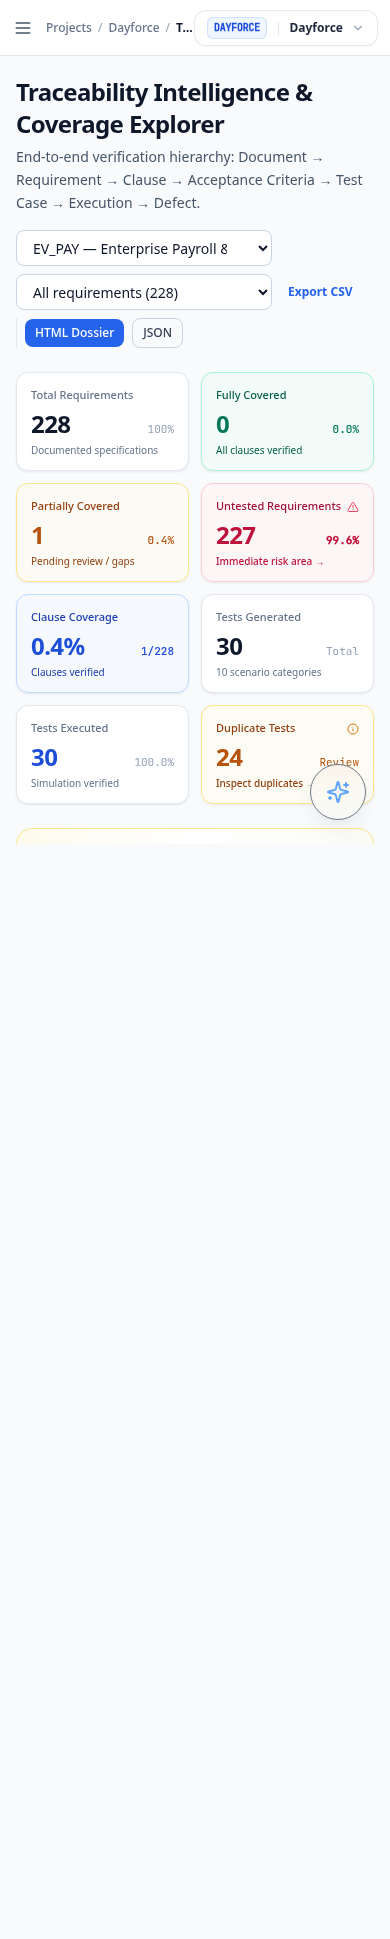 Projects / Dayforce / T... DAYFORCE Dayforce
Traceability Intelligence &
Coverage Explorer
End-to-end verification hierarchy: Document →
Requirement → Clause → Acceptance Criteria → Test
Case → Execution → Defect.
EV_PAY — Enterprise Payroll &
All requirements (228)
Export CSV
HTML Dossier
JSON
Total Requirements
228 100%
Documented specifications
Fully Covered
0 0.0%
All clauses verified
Partially Covered
1 0.4%
Pending review / gaps
Untested Requirements
227 99.6%
Immediate risk area →
Clause Coverage
0.4% 1/228
Clauses verified
Tests Generated
30 Total
10 scenario categories
Tests Executed
30 100.0%
Simulation verified
Duplicate Tests
24 Review
Inspect duplicates